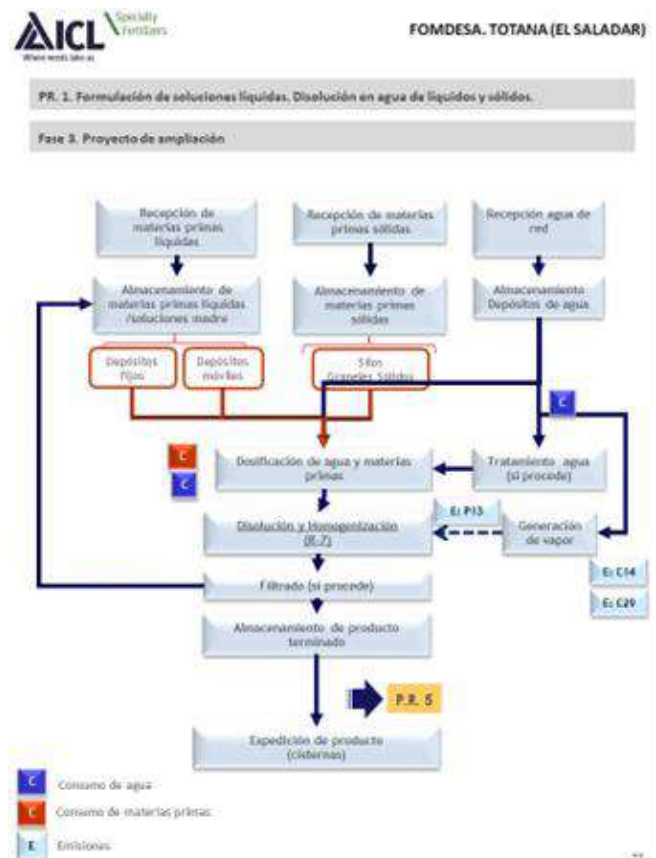 AICL
Specialty
Fertilizers
Where needs take us
FOMDESA. TOTANA (EL SALADAR)
PR. 1. Formulación de soluciones líquidas. Disolución en agua de líquidos y sólidos.
Fase 3. Proyecto de ampliación
Recepción de
materias primas
líquidas
Recepción de materias
primas sólidas
Recepción agua de
red
Almacenamiento de
materias primas líquidas
/soluciones madre
Almacenamiento de
materias primas
sólidas
Almacenamiento
Depósitos de agua
Depósitos
fijos
Depósitos
móviles
Silos
Graneles Sólidos
C
C
C
Dosificación de agua y materias
primas
Tratamiento agua
(si procede)
E: P13
Disolución y Homogenización
(R-7)
Generación
de vapor
E: C14
E: C29
Filtrado (si procede)
Almacenamiento de producto
terminado
P.R. 5
Expedición de producto
(cisternas)
C Consumo de agua
C Consumo de materias primas
E Emisiones